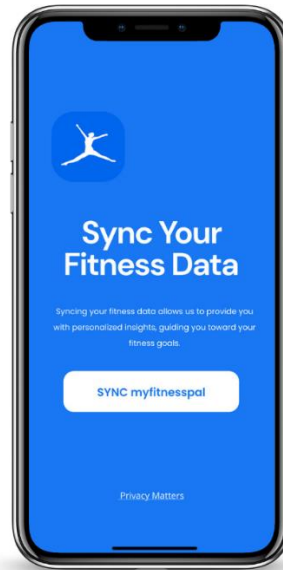 Sync Your
Fitness Data
Syncing your fitness data allows us to provide you
with personalized insights, guiding you toward your
fitness goals.
SYNC myfitnesspal
Privacy Matters